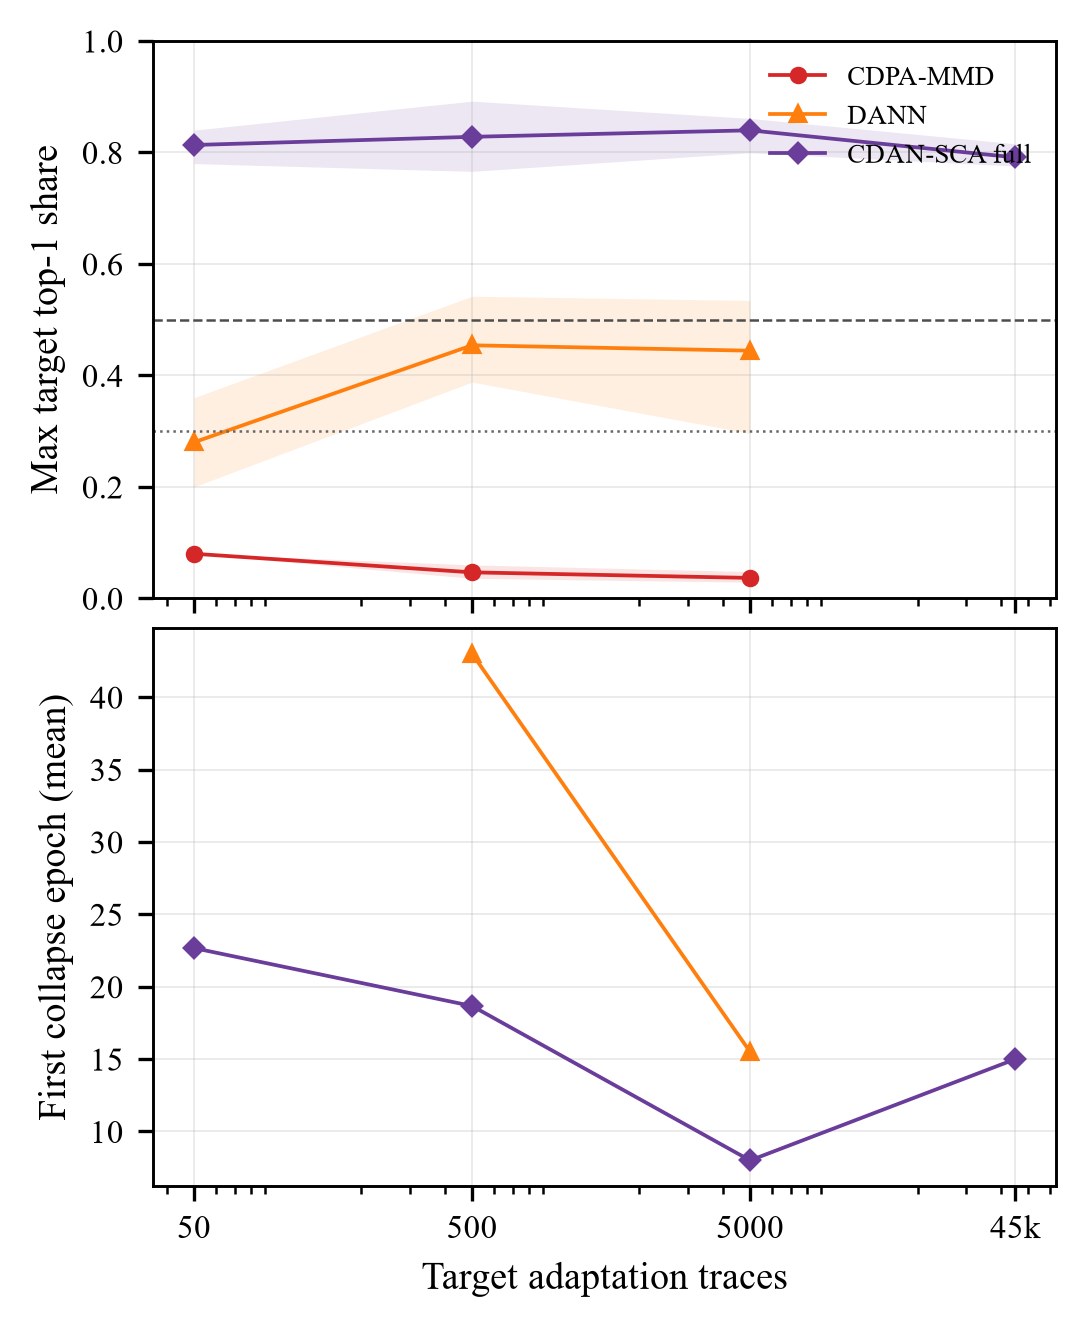 1.0
0.8
0.6
0.4
0.2
0.0
Max target top-1 share
CDPA-MMD
DANN
CDAN-SCA full
40
35
30
25
20
15
10
First collapse epoch (mean)
50 500 5000 45k
Target adaptation traces